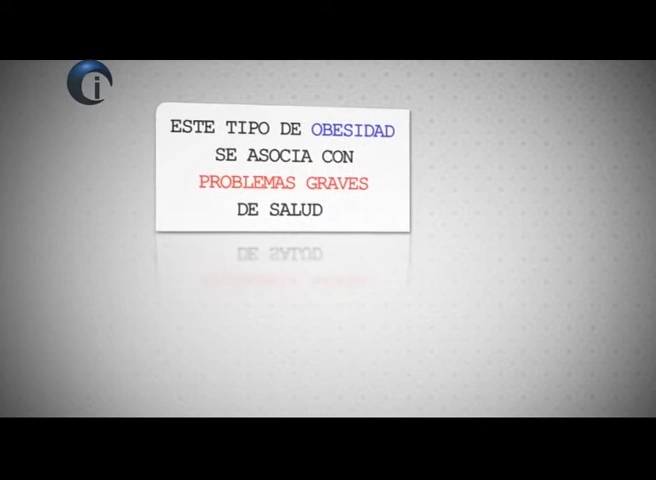 i
ESTE TIPO DE OBESIDAD
SE ASOCIA CON
PROBLEMAS GRAVES
DE SALUD